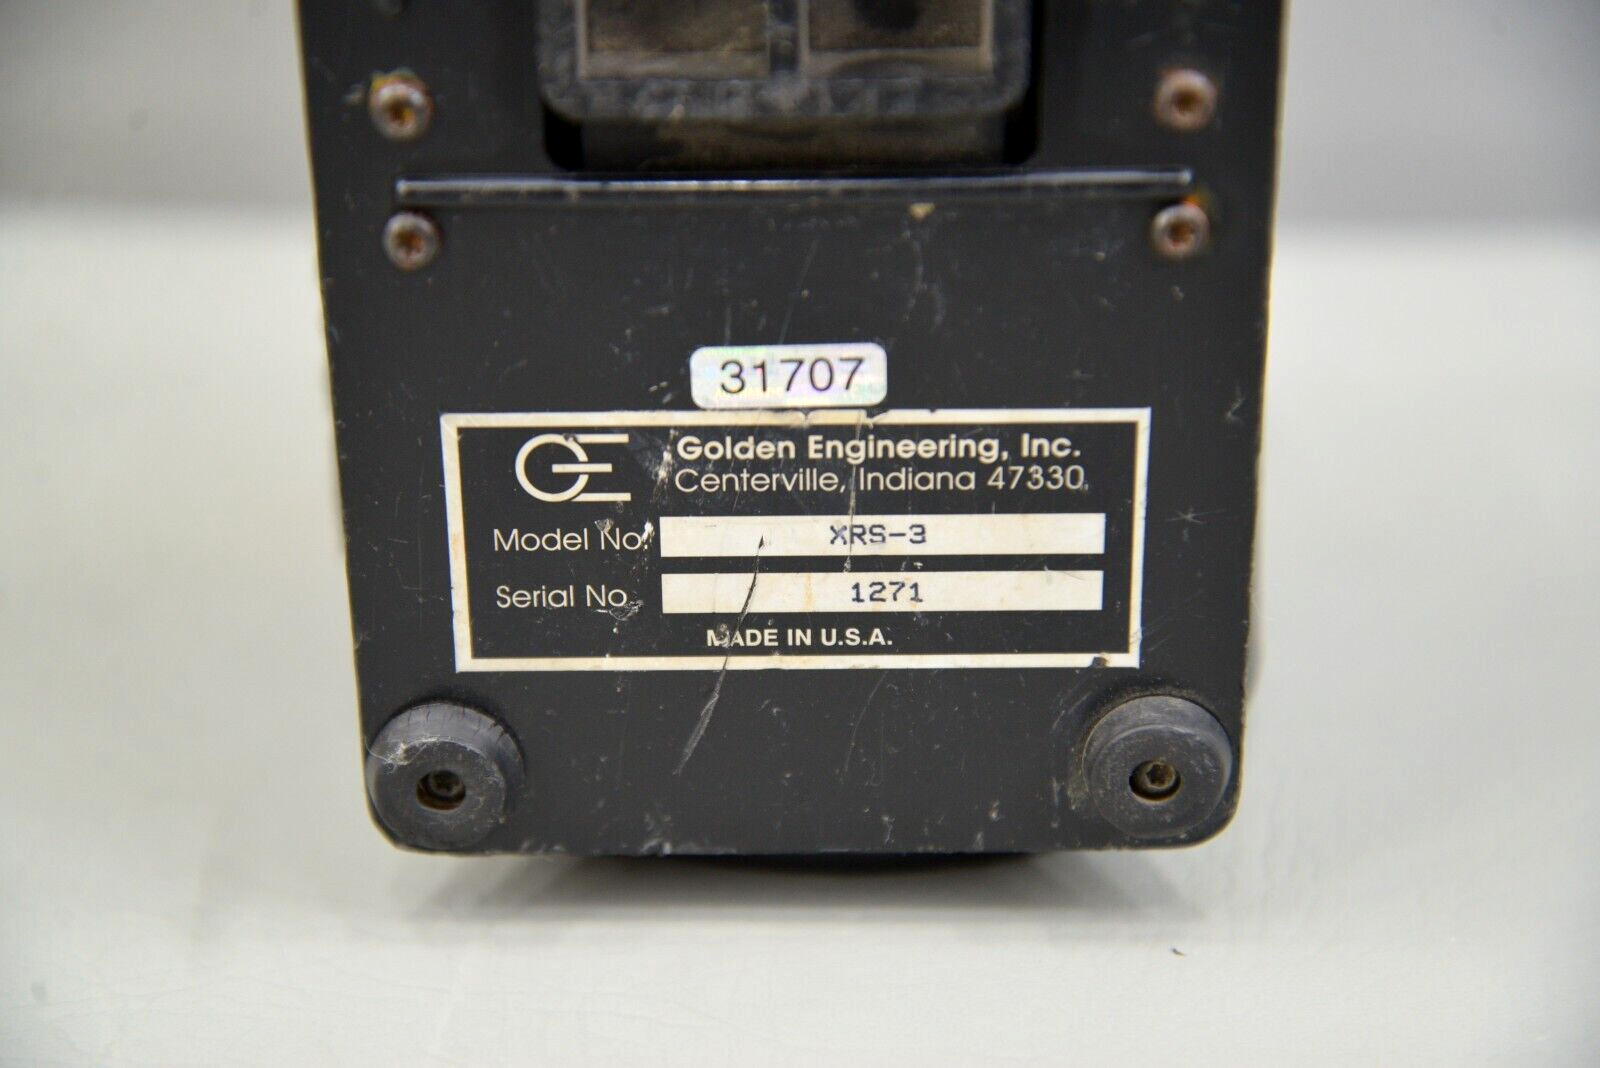 31707
GE
Golden Engineering, Inc.
Centerville, Indiana 47330
Model No. XRS-3
Serial No. 1271
MADE IN U.S.A.